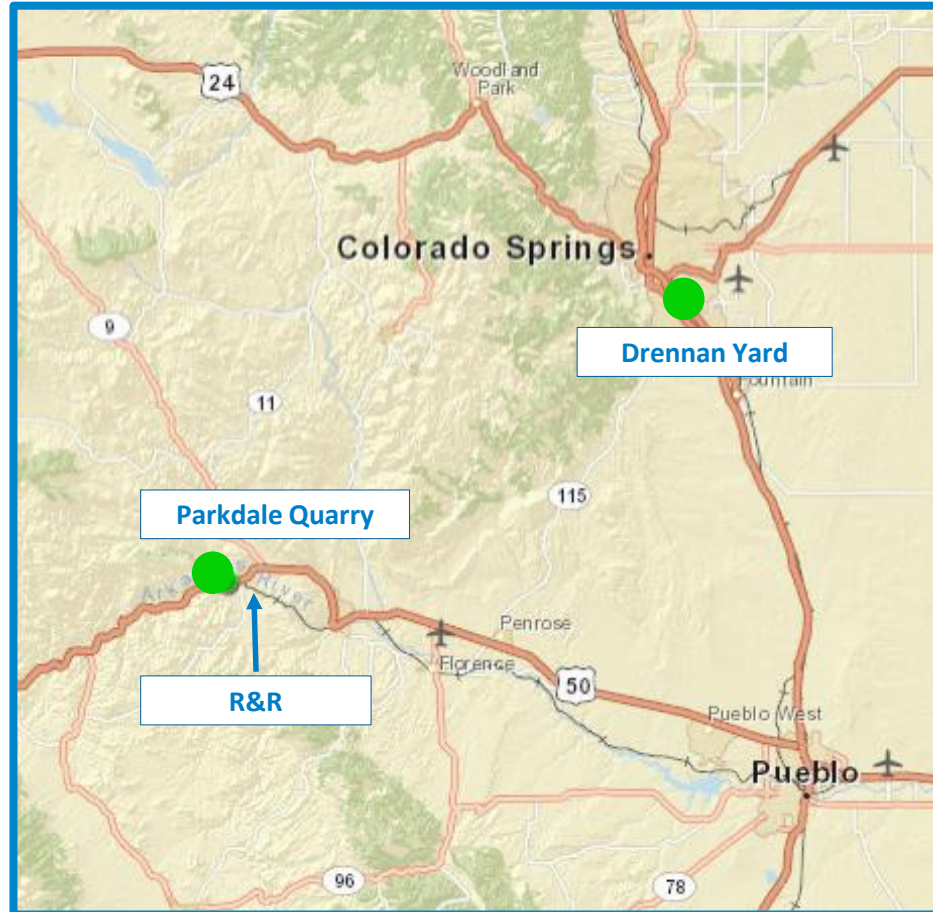 Woodland
Park
24
Colorado Springs
Drennan Yard
Fountain
9
11
115
Parkdale Quarry
Arkansas River
Penrose
Florence
R&R
50
Pueblo West
Pueblo
96
78